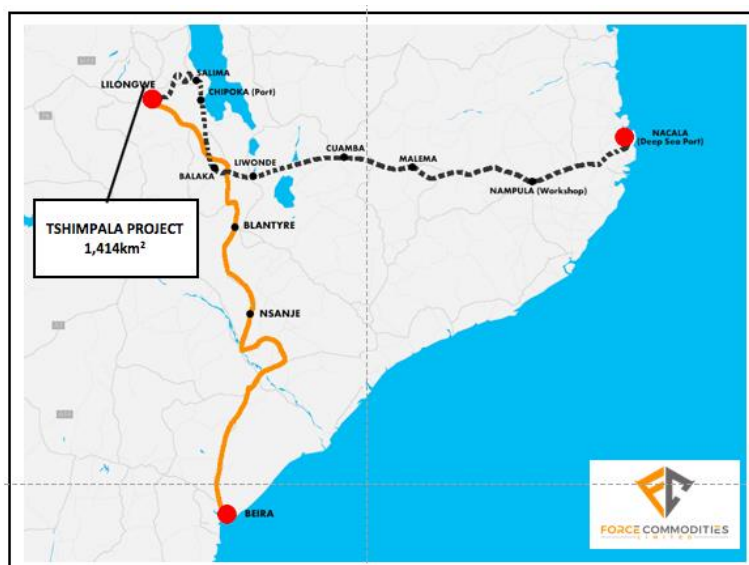 SALIMA
LILONGWE
CHIPOKA (Port)
NACALA
(Deep Sea Port)
CUAMBA
MALEMA
LIWONDE
BALAKA
NAMPULA (Workshop)
TSHIMPALA PROJECT
1,414km²
BLANTYRE
NSANJE
BEIRA
FC
FORCE COMMODITIES
LIMITED